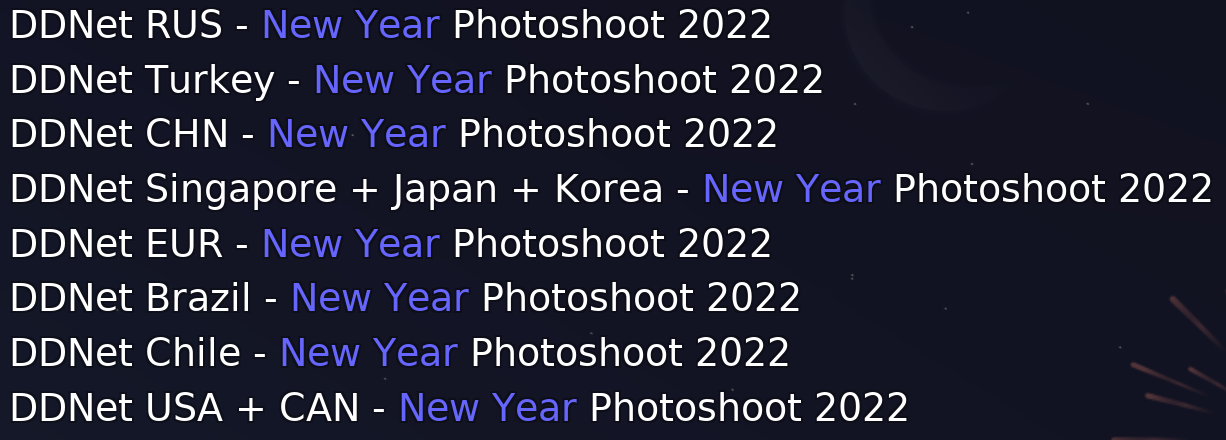 DDNet RUS - New Year Photoshoot 2022
DDNet Turkey - New Year Photoshoot 2022
DDNet CHN - New Year Photoshoot 2022
DDNet Singapore + Japan + Korea - New Year Photoshoot 2022
DDNet EUR - New Year Photoshoot 2022
DDNet Brazil - New Year Photoshoot 2022
DDNet Chile - New Year Photoshoot 2022
DDNet USA + CAN - New Year Photoshoot 2022